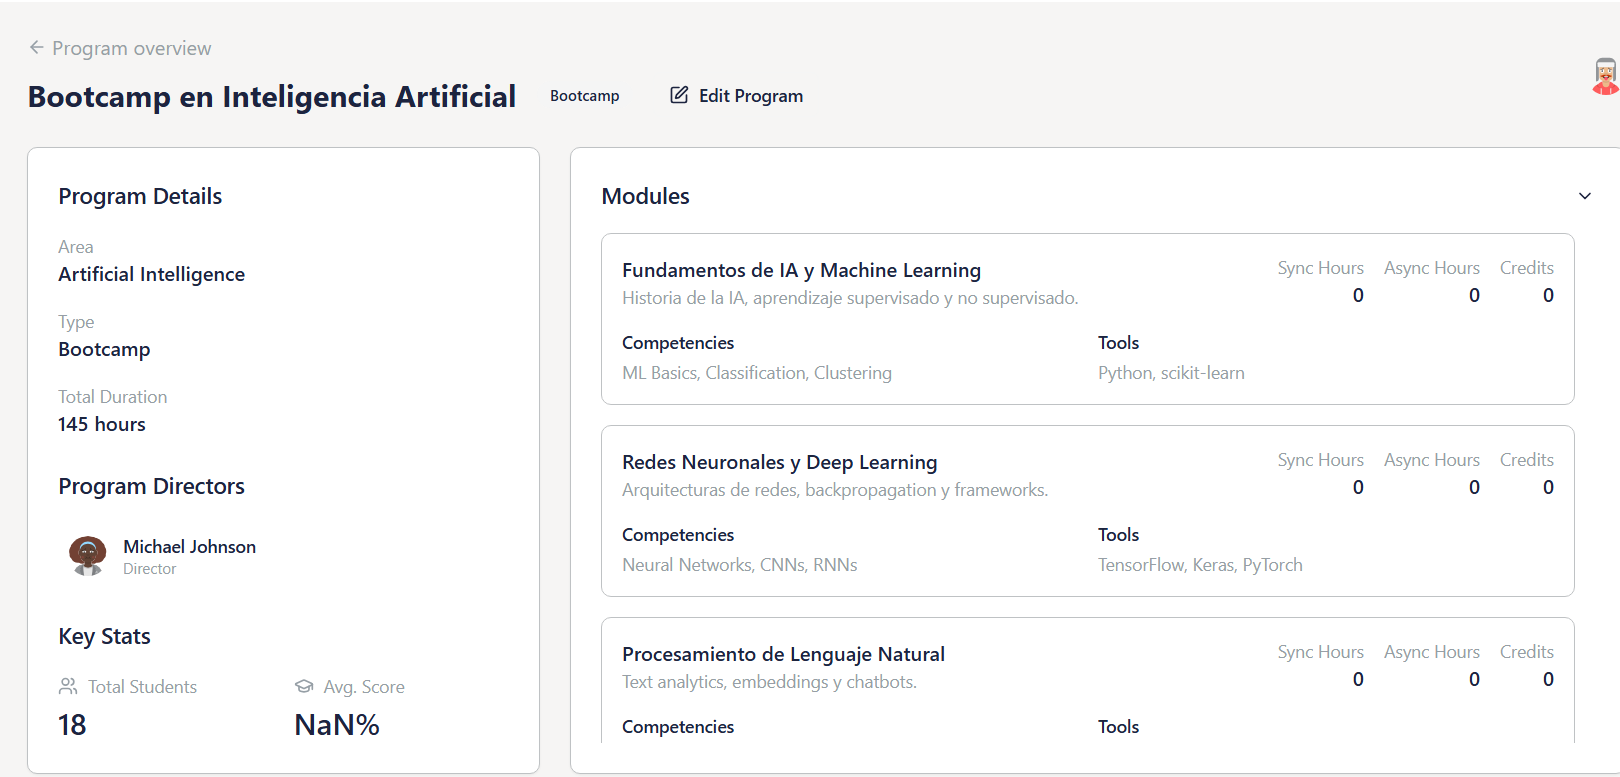 Program overview
Bootcamp en Inteligencia Artificial
Bootcamp
Edit Program
Program Details
Area
Artificial Intelligence
Type
Bootcamp
Total Duration
145 hours
Program Directors
Michael Johnson
Director
Key Stats
Total Students
18
Avg. Score
NaN%
Modules
Fundamentos de IA y Machine Learning
Historia de la IA, aprendizaje supervisado y no supervisado.
Sync Hours Async Hours Credits
0 0 0
Competencies
ML Basics, Classification, Clustering
Tools
Python, scikit-learn
Redes Neuronales y Deep Learning
Arquitecturas de redes, backpropagation y frameworks.
Sync Hours Async Hours Credits
0 0 0
Competencies
Neural Networks, CNNs, RNNs
Tools
TensorFlow, Keras, PyTorch
Procesamiento de Lenguaje Natural
Text analytics, embeddings y chatbots.
Sync Hours Async Hours Credits
0 0 0
Competencies
Tools